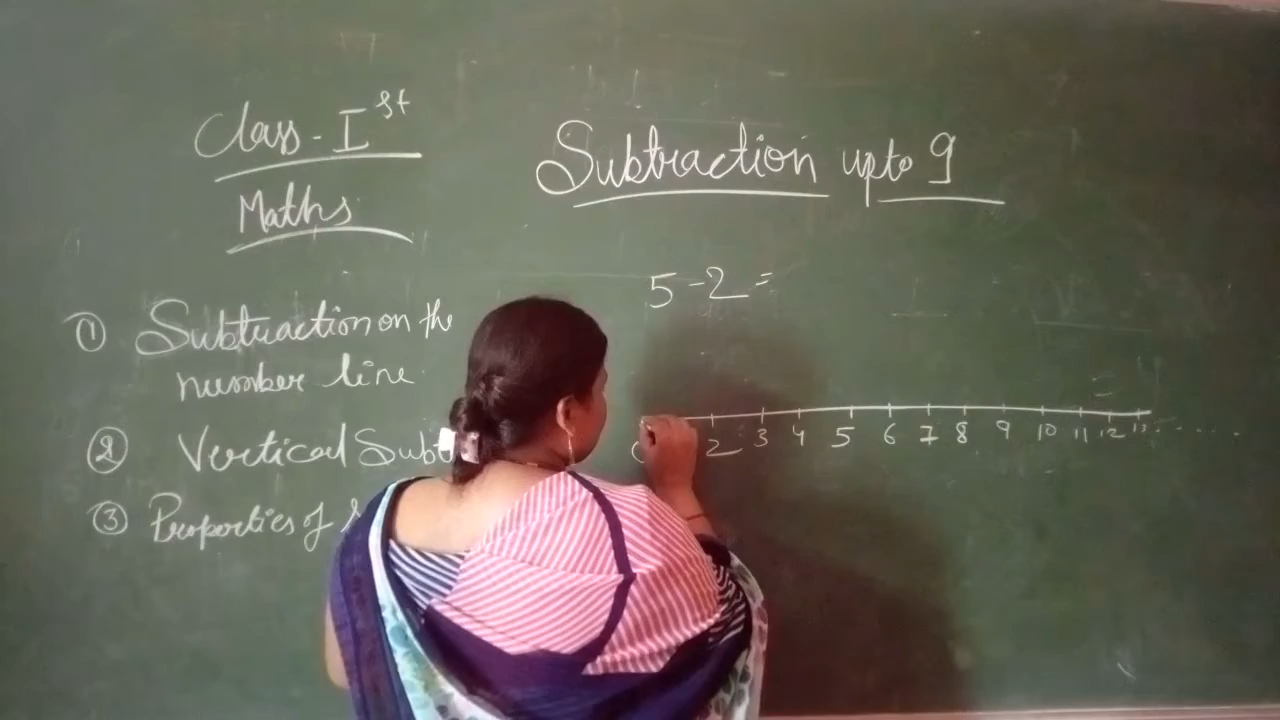 Class - I st
Maths
Subtraction upto 9
5 - 2 =
① Subtraction on the
number line
② Vertical
③ Properties of
2 3 4 5 6 7 8 9 10 11 12 13 ......